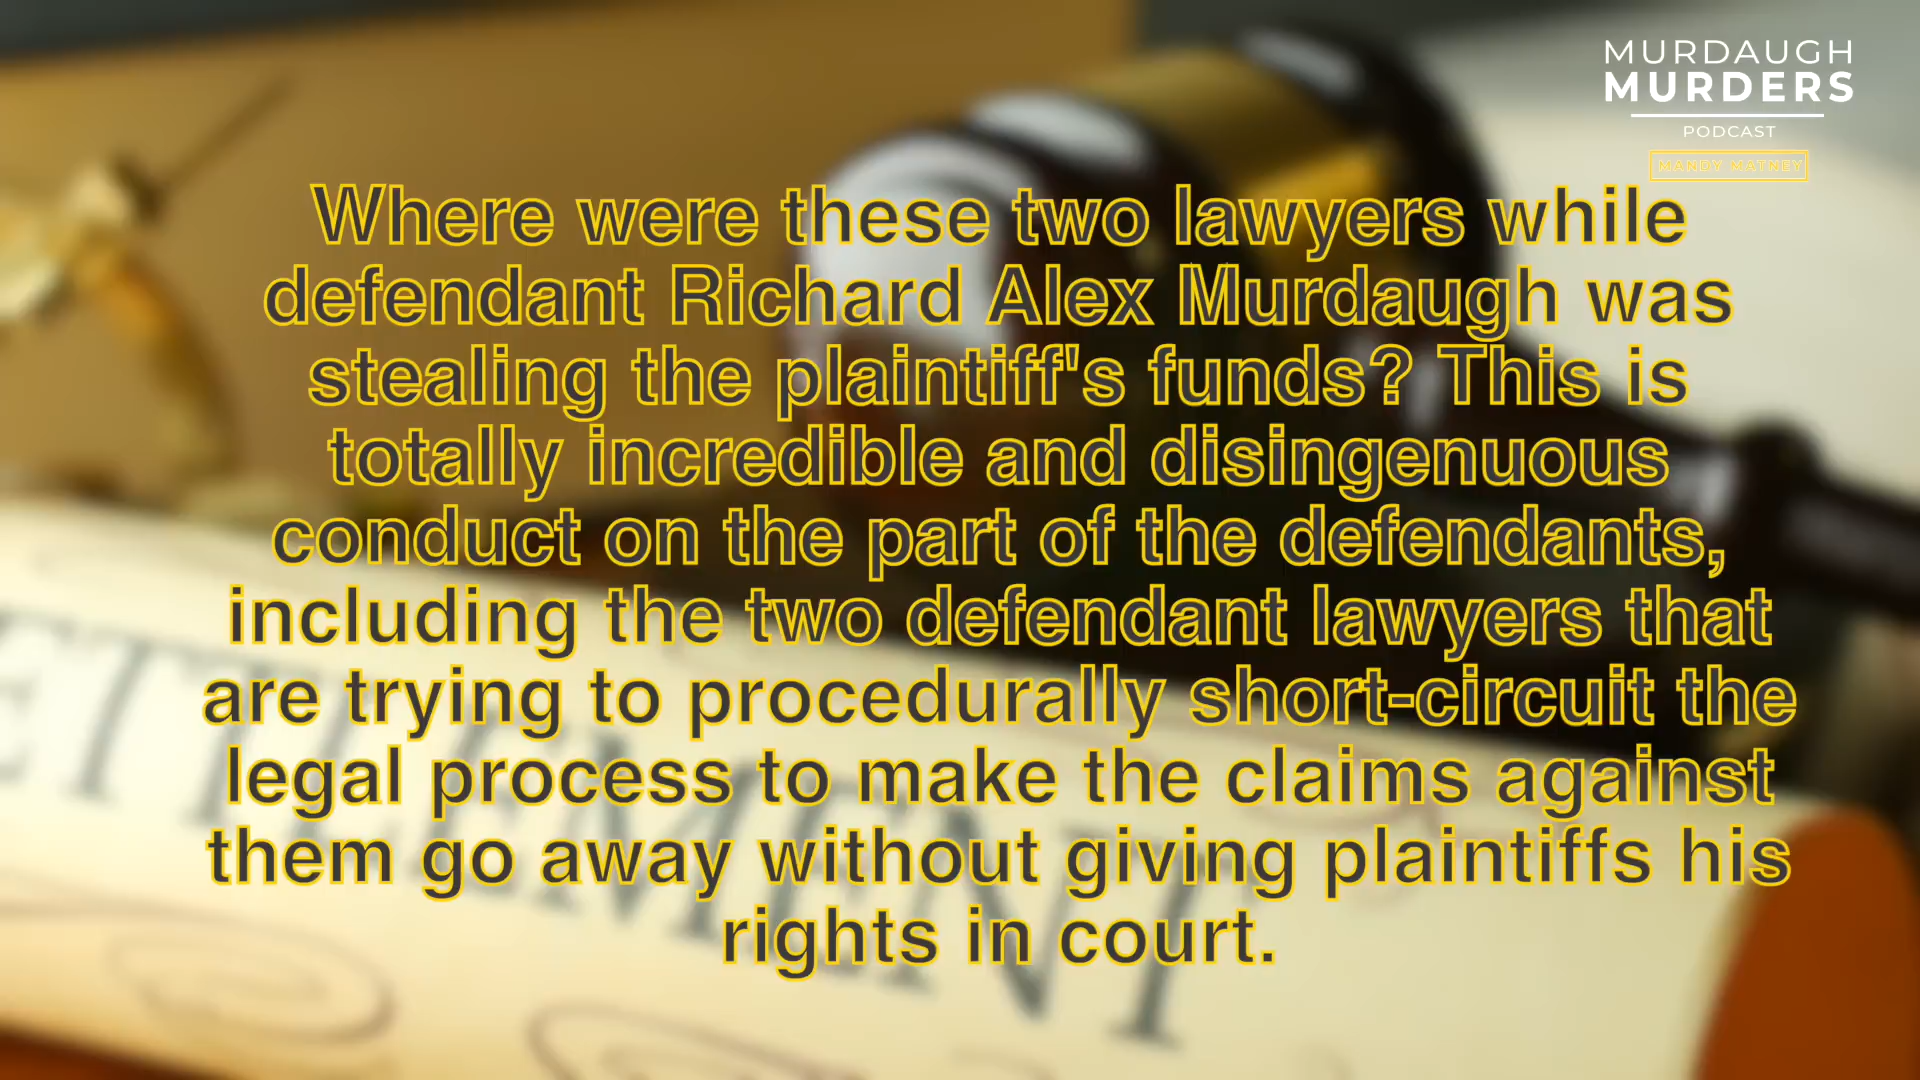 MURDAUGH
MURDERS
PODCAST
MANDY MATNEY
Where were these two lawyers while
defendant Richard Alex Murdaugh was
stealing the plaintiff's funds? This is
totally incredible and disingenuous
conduct on the part of the defendants,
including the two defendant lawyers that
are trying to procedurally short-circuit the
legal process to make the claims against
them go away without giving plaintiffs his
rights in court.
ETTLEMENT